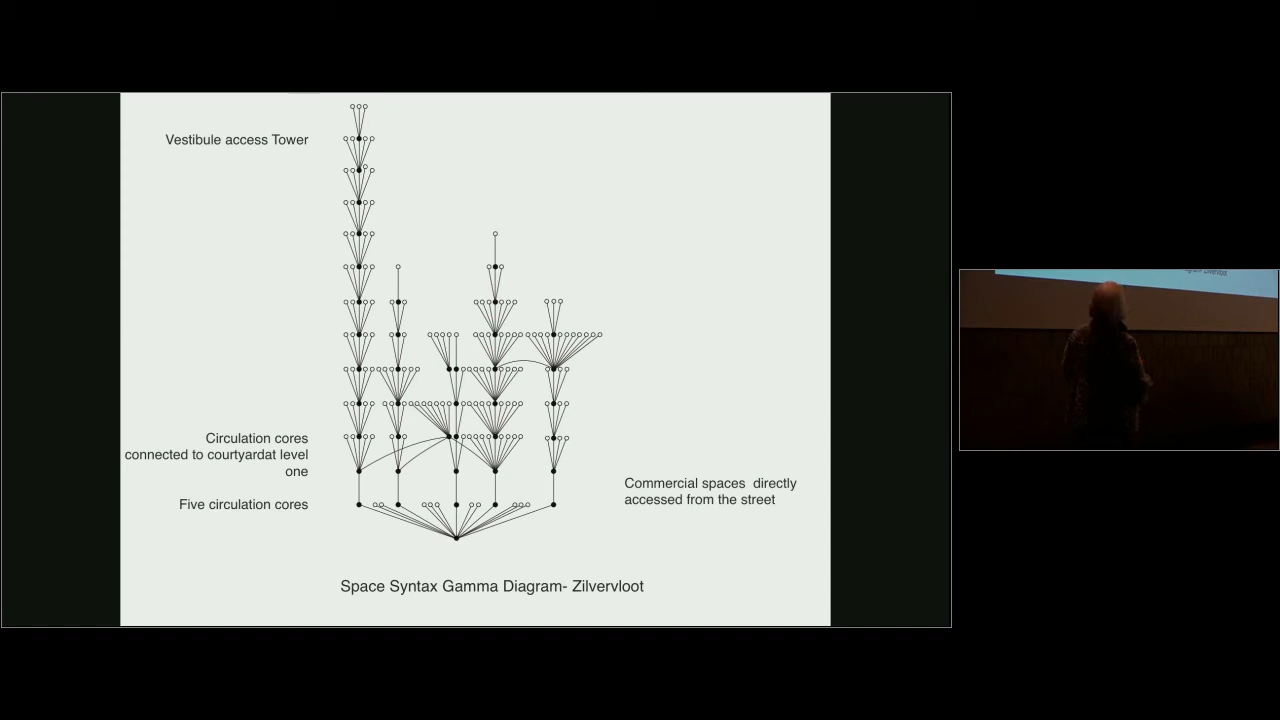 Vestibule access Tower
Circulation cores
connected to courtyardat level
one
Five circulation cores
Commercial spaces directly
accessed from the street
Space Syntax Gamma Diagram- Zilvervloot